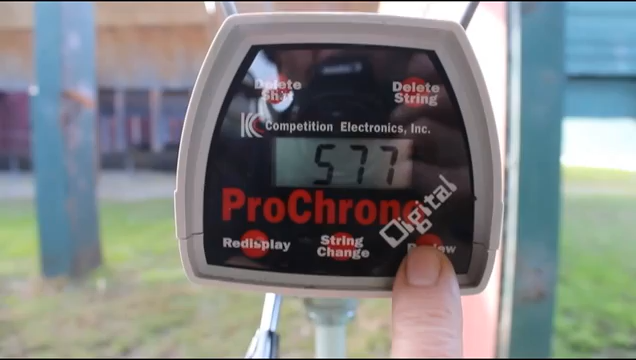 Delete
Shot
Delete
String
Competition Electronics, Inc.
577
ProChrono
Digital
Redisplay
String
Change